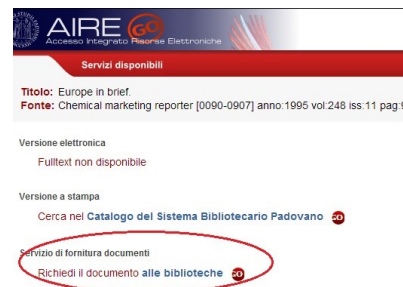 AIRE GO
Accesso Integrato Risorse Elettroniche
Servizi disponibili
Titolo: Europe in brief.
Fonte: Chemical marketing reporter [0090-0907] anno:1995 vol:248 iss:11 pag:
Versione elettronica
Fulltext non disponibile
Versione a stampa
Cerca nel Catalogo del Sistema Bibliotecario Padovano GO
Servizio di fornitura documenti
Richiedi il documento alle biblioteche GO